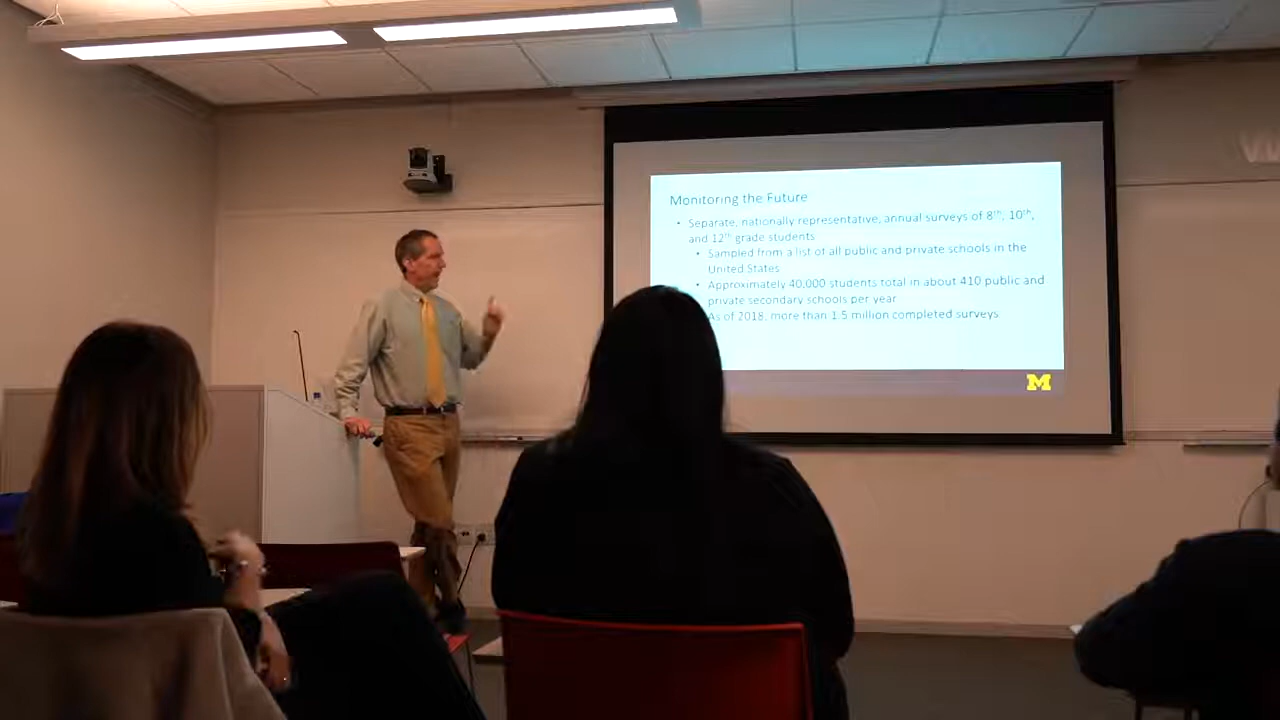 Monitoring the Future
• Separate, nationally representative, annual surveys of 8th, 10th,
and 12th grade students
• Sampled from a list of all public and private schools in the
United States
• Approximately 40,000 students total in about 410 public and
private secondary schools per year
As of 2018, more than 1.5 million completed surveys
M